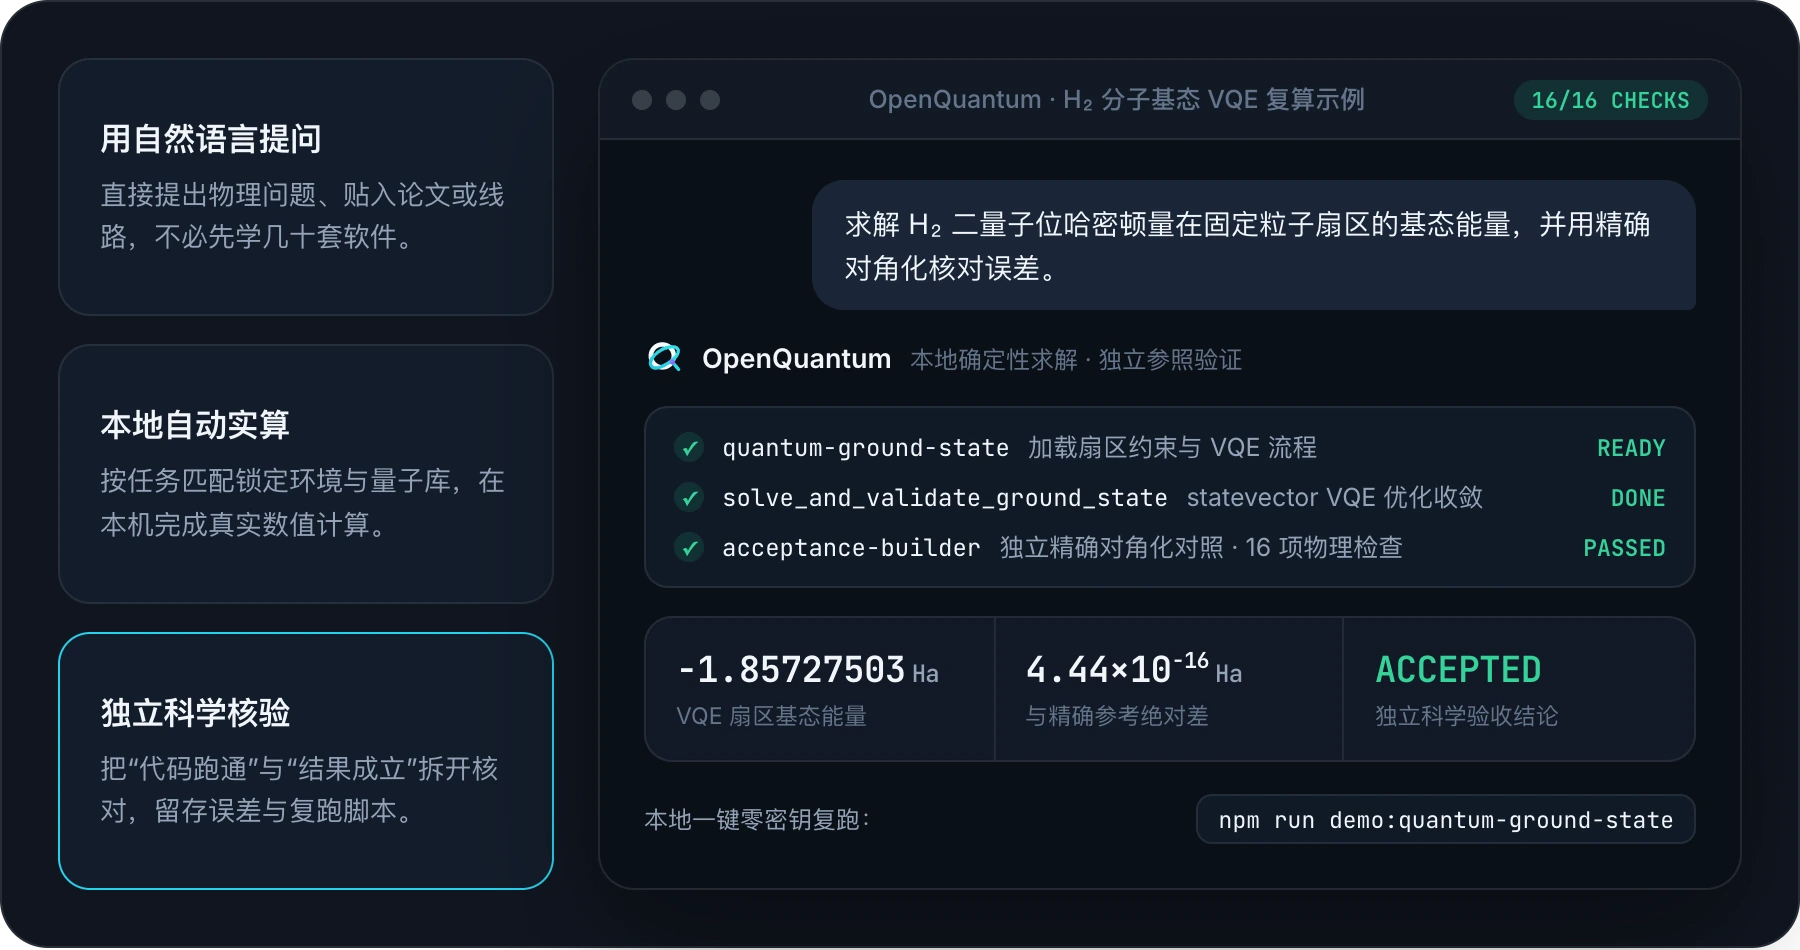 用自然语言提问
直接提出物理问题、贴入论文或线
路，不必先学几十套软件。
本地自动实算
按任务匹配锁定环境与量子库，在
本机完成真实数值计算。
独立科学核验
把“代码跑通”与“结果成立”拆开核
对，留存误差与复跑脚本。
OpenQuantum · H₂ 分子基态 VQE 复算示例
16/16 CHECKS
求解 H₂ 二量子位哈密顿量在固定粒子扇区的基态能量，并用精确
对角化核对误差。
OpenQuantum 本地确定性求解 · 独立参照验证
✓ quantum-ground-state 加载扇区约束与 VQE 流程 READY
✓ solve_and_validate_ground_state statevector VQE 优化收敛 DONE
✓ acceptance-builder 独立精确对角化对照 · 16 项物理检查 PASSED
-1.85727503 Ha
VQE 扇区基态能量
4.44×10⁻¹⁶ Ha
与精确参考绝对差
ACCEPTED
独立科学验收结论
本地一键零密钥复跑：
npm run demo:quantum-ground-state